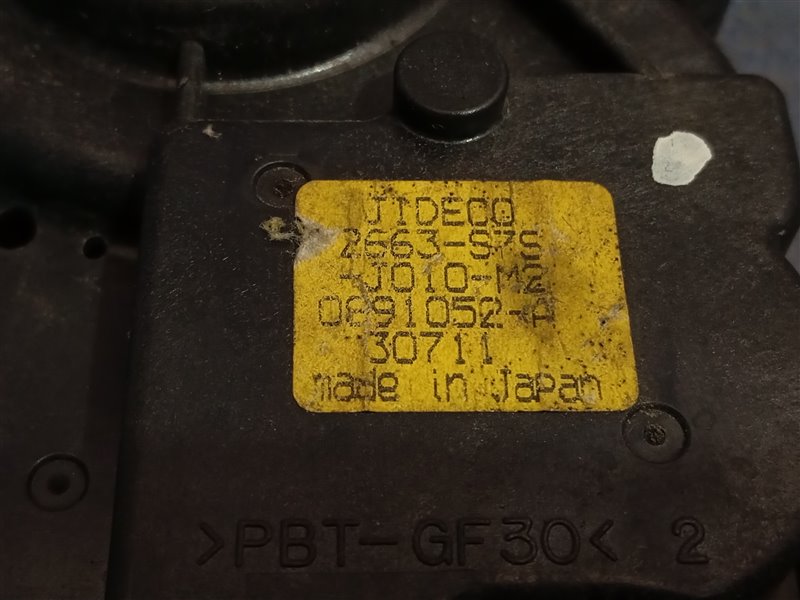 JIDECO
2663-S7S
-J010-M2
0891052-A
30711
made in Japan
>PBT-GF30< 2